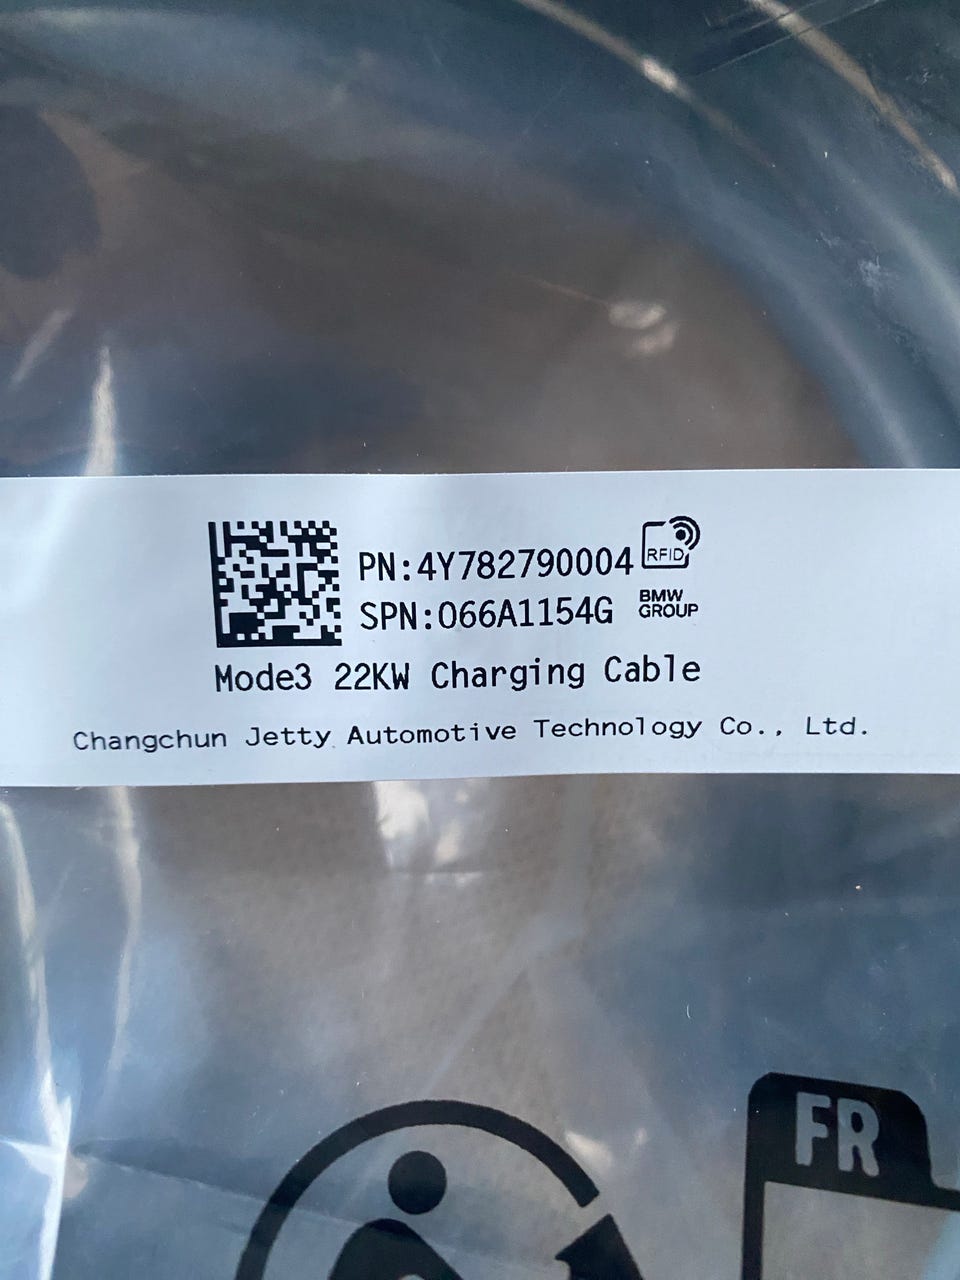 PN:4Y782790004
RFID
SPN:066A1154G
BMW
GROUP
Mode3 22KW Charging Cable
Changchun Jetty Automotive Technology Co., Ltd.
FR